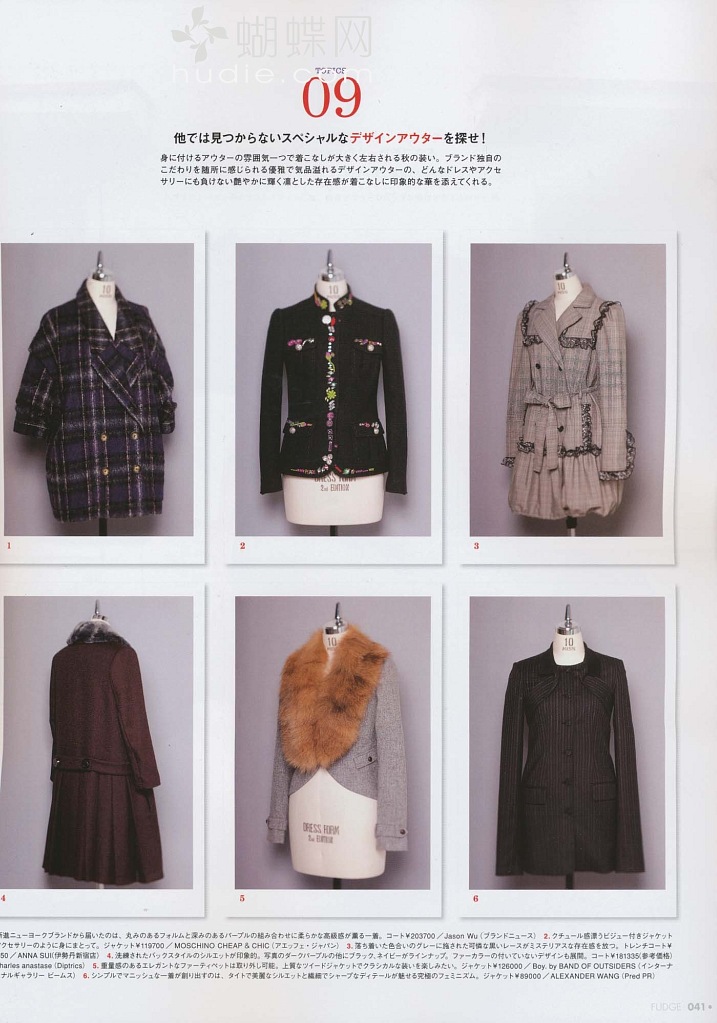 蝴蝶网
hudie.com
TOPICS
09
他では見つからないスペシャルなデザインアウターを探せ!
身に付けるアウターの雰囲気一つで着こなしが大きく左右される秋の装い。ブランド独自の
こだわりを随所に感じられる優雅で気品溢れるデザインアウターの、どんなドレスやアクセ
サリーにも負けない艶やかに輝く凛とした存在感が着こなしに印象的な華を添えてくれる。
10
10
10
DRESS FORM
2nd EDITION
1
2
3
10
10
DRESS FORM
2nd EDITION
4
5
6
進ニューヨークブランドから届いたのは、丸みのあるフォルムと深みのあるパープルの組み合わせに柔らかな高級感が薫る一着。コート¥203700/Jason Wu(ブランドニュース) 2. クチュール感漂うビジュー付きジャケット
クセサリーのように身にまとって。ジャケット¥119700/MOSCHINO CHEAP & CHIC(アエッフェ・ジャパン) 3. 落ち着いた色合いのグレーに施された可憐な黒いレースがミステリアスな存在感を放つ。トレンチコート¥
50/ANNA SUI(伊勢丹新宿店) 4. 洗練されたバックスタイルのシルエットが印象的。写真のダークパープルの他にブラック、ネイビーがラインナップ。ファーカラーの付いていないデザインも展開。コート¥181335(参考価格)
harles anastase(Diptrics) 5. 重量感のあるエレガントなファーティペットは取り外し可能。上質なツイードジャケットでクラシカルな装いを楽しみたい。ジャケット¥126000/Boy. by BAND OF OUTSIDERS(インターナ
ナルギャラリー ビームス) 6. シンプルでマニッシュな一着が創り出すのは、タイトで美麗なシルエットと繊細でシャープなディテールが魅せる究極のフェミニズム。ジャケット¥89000/ALEXANDER WANG(Pred PR)
FUDGE 041